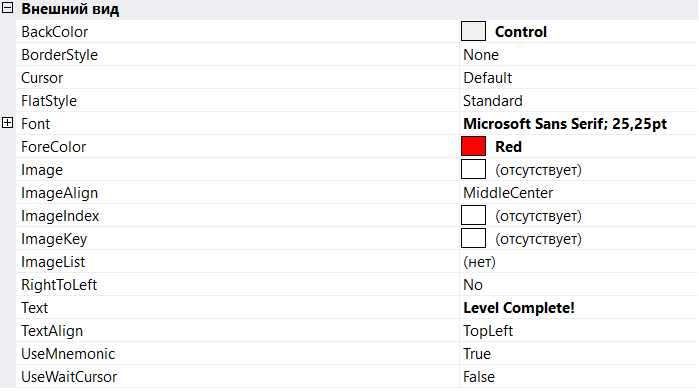 Внешний вид
BackColor Control
BorderStyle None
Cursor Default
FlatStyle Standard
Font Microsoft Sans Serif; 25,25pt
ForeColor Red
Image (отсутствует)
ImageAlign MiddleCenter
ImageIndex (отсутствует)
ImageKey (отсутствует)
ImageList (нет)
RightToLeft No
Text Level Complete!
TextAlign TopLeft
UseMnemonic True
UseWaitCursor False